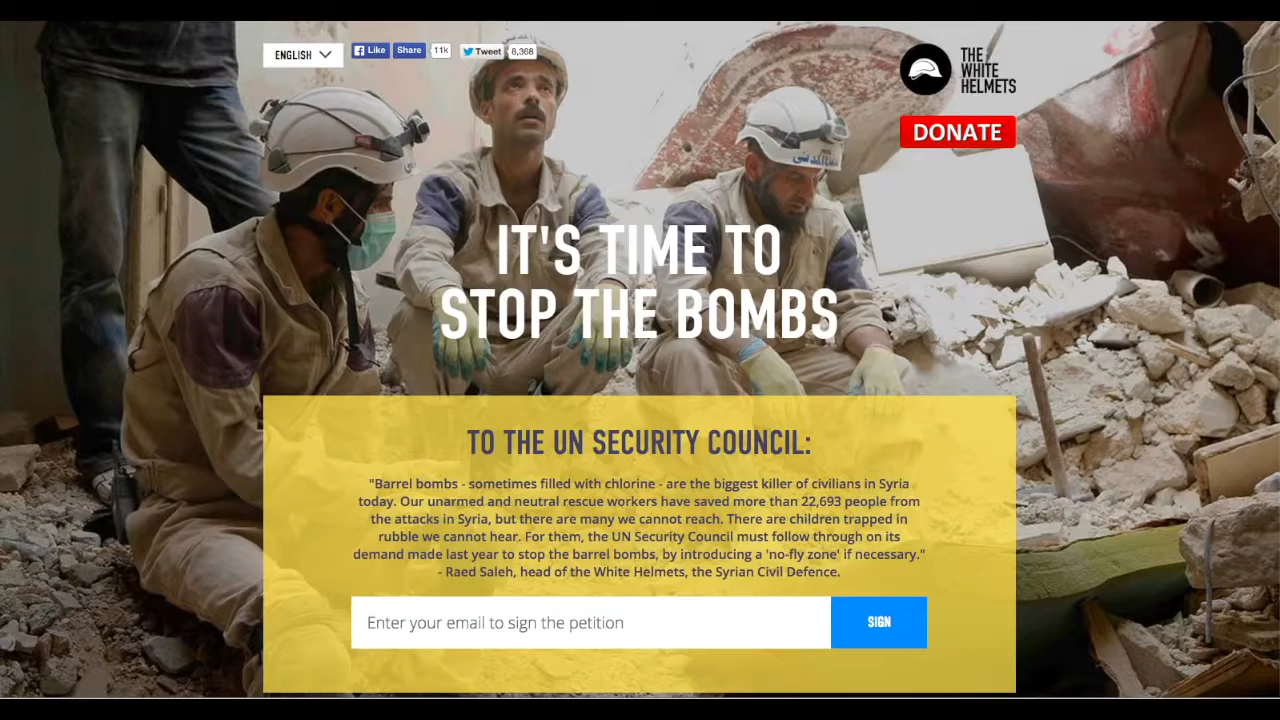 ENGLISH
Like Share 11k Tweet 8,368
THE
WHITE
HELMETS
DONATE
الدفاع المدني
IT'S TIME TO
STOP THE BOMBS
TO THE UN SECURITY COUNCIL:
"Barrel bombs - sometimes filled with chlorine - are the biggest killer of civilians in Syria
today. Our unarmed and neutral rescue workers have saved more than 22,693 people from
the attacks in Syria, but there are many we cannot reach. There are children trapped in
rubble we cannot hear. For them, the UN Security Council must follow through on its
demand made last year to stop the barrel bombs, by introducing a 'no-fly zone' if necessary."
- Raed Saleh, head of the White Helmets, the Syrian Civil Defence.
Enter your email to sign the petition
SIGN